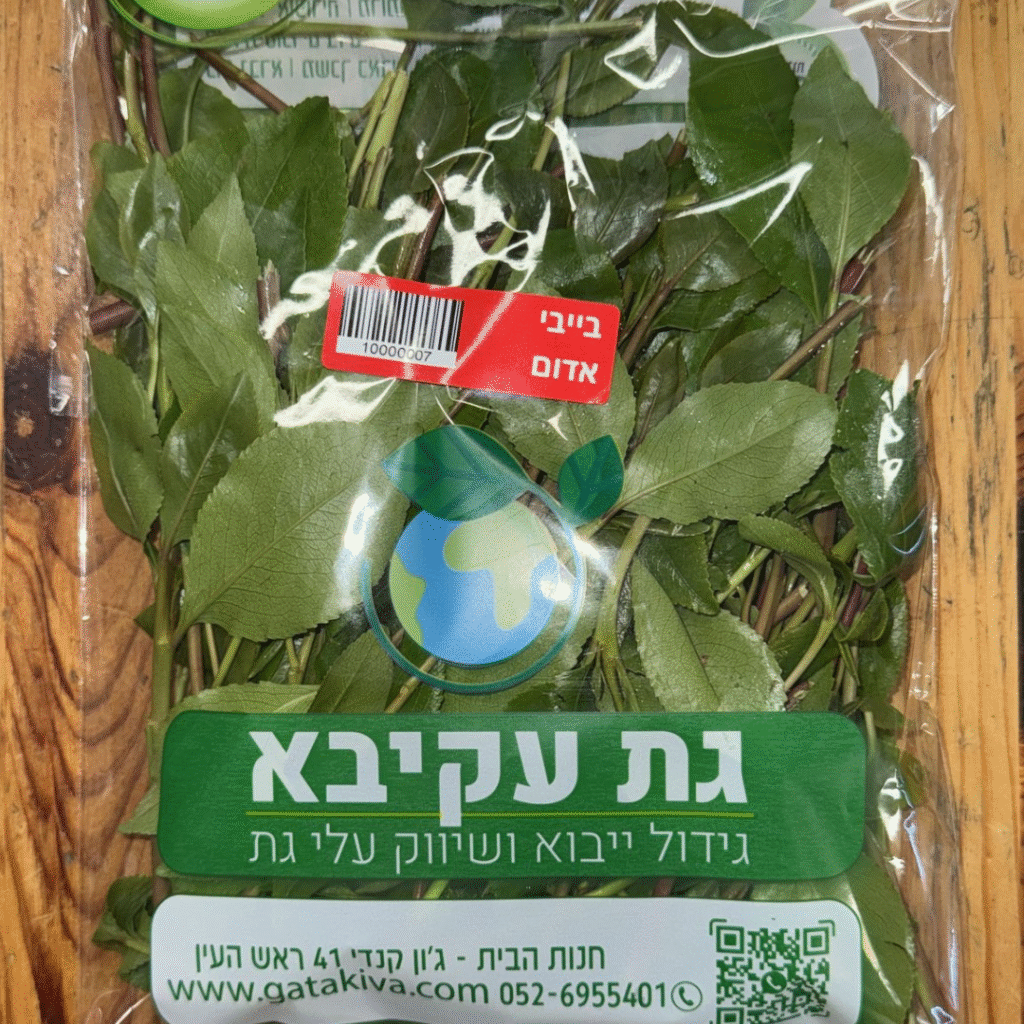 בייבי
אדום
10000007
גת עקיבא
גידול ייבוא ושיווק עלי גת
חנות הבית - ג'ון קנדי 41 ראש העין
www.gatakiva.com 052-6955401